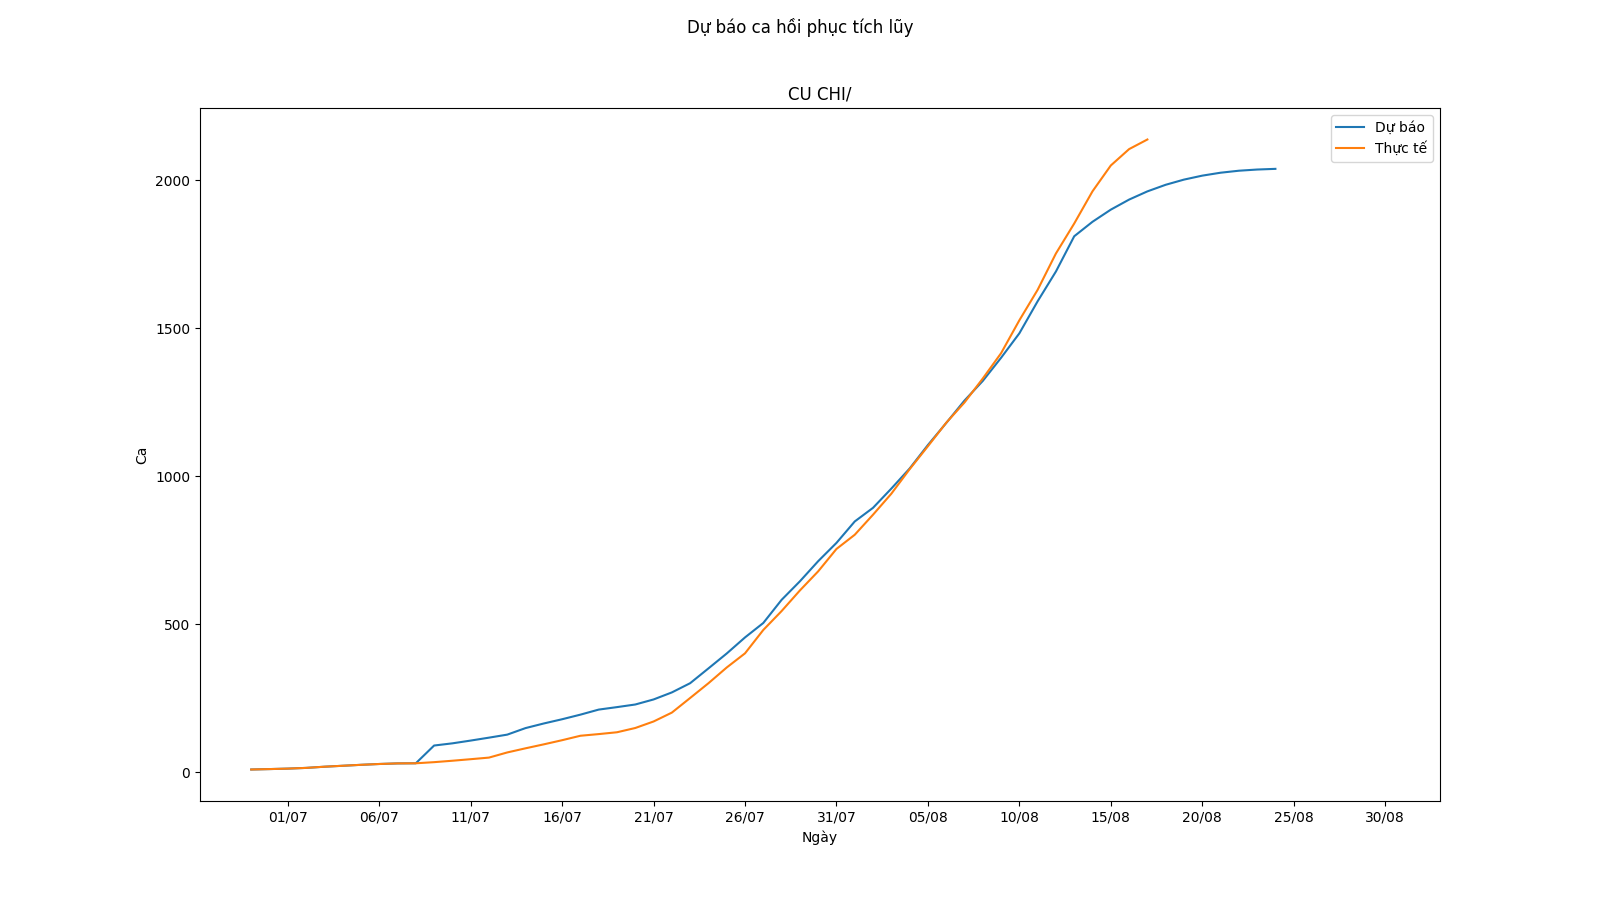 Dự báo ca hồi phục tích lũy
CU CHI/
Dự báo
Thực tế
2000
1500
1000
500
0
Ca
01/07 06/07 11/07 16/07 21/07 26/07 31/07 05/08 10/08 15/08 20/08 25/08 30/08
Ngày